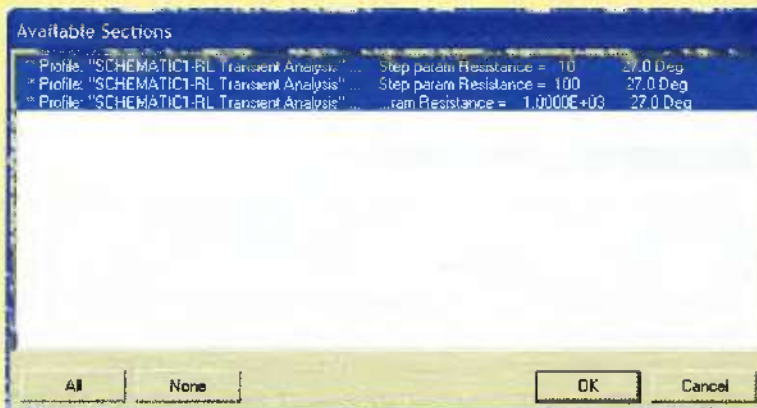 Available Sections
** Profile: "SCHEMATIC1-RL Transient Analysis" ... Step param Resistance = 10 27.0 Deg
** Profile: "SCHEMATIC1-RL Transient Analysis" ... Step param Resistance = 100 27.0 Deg
** Profile: "SCHEMATIC1-RL Transient Analysis" ... ...ram Resistance = 1.0000E+03 27.0 Deg
All None OK Cancel